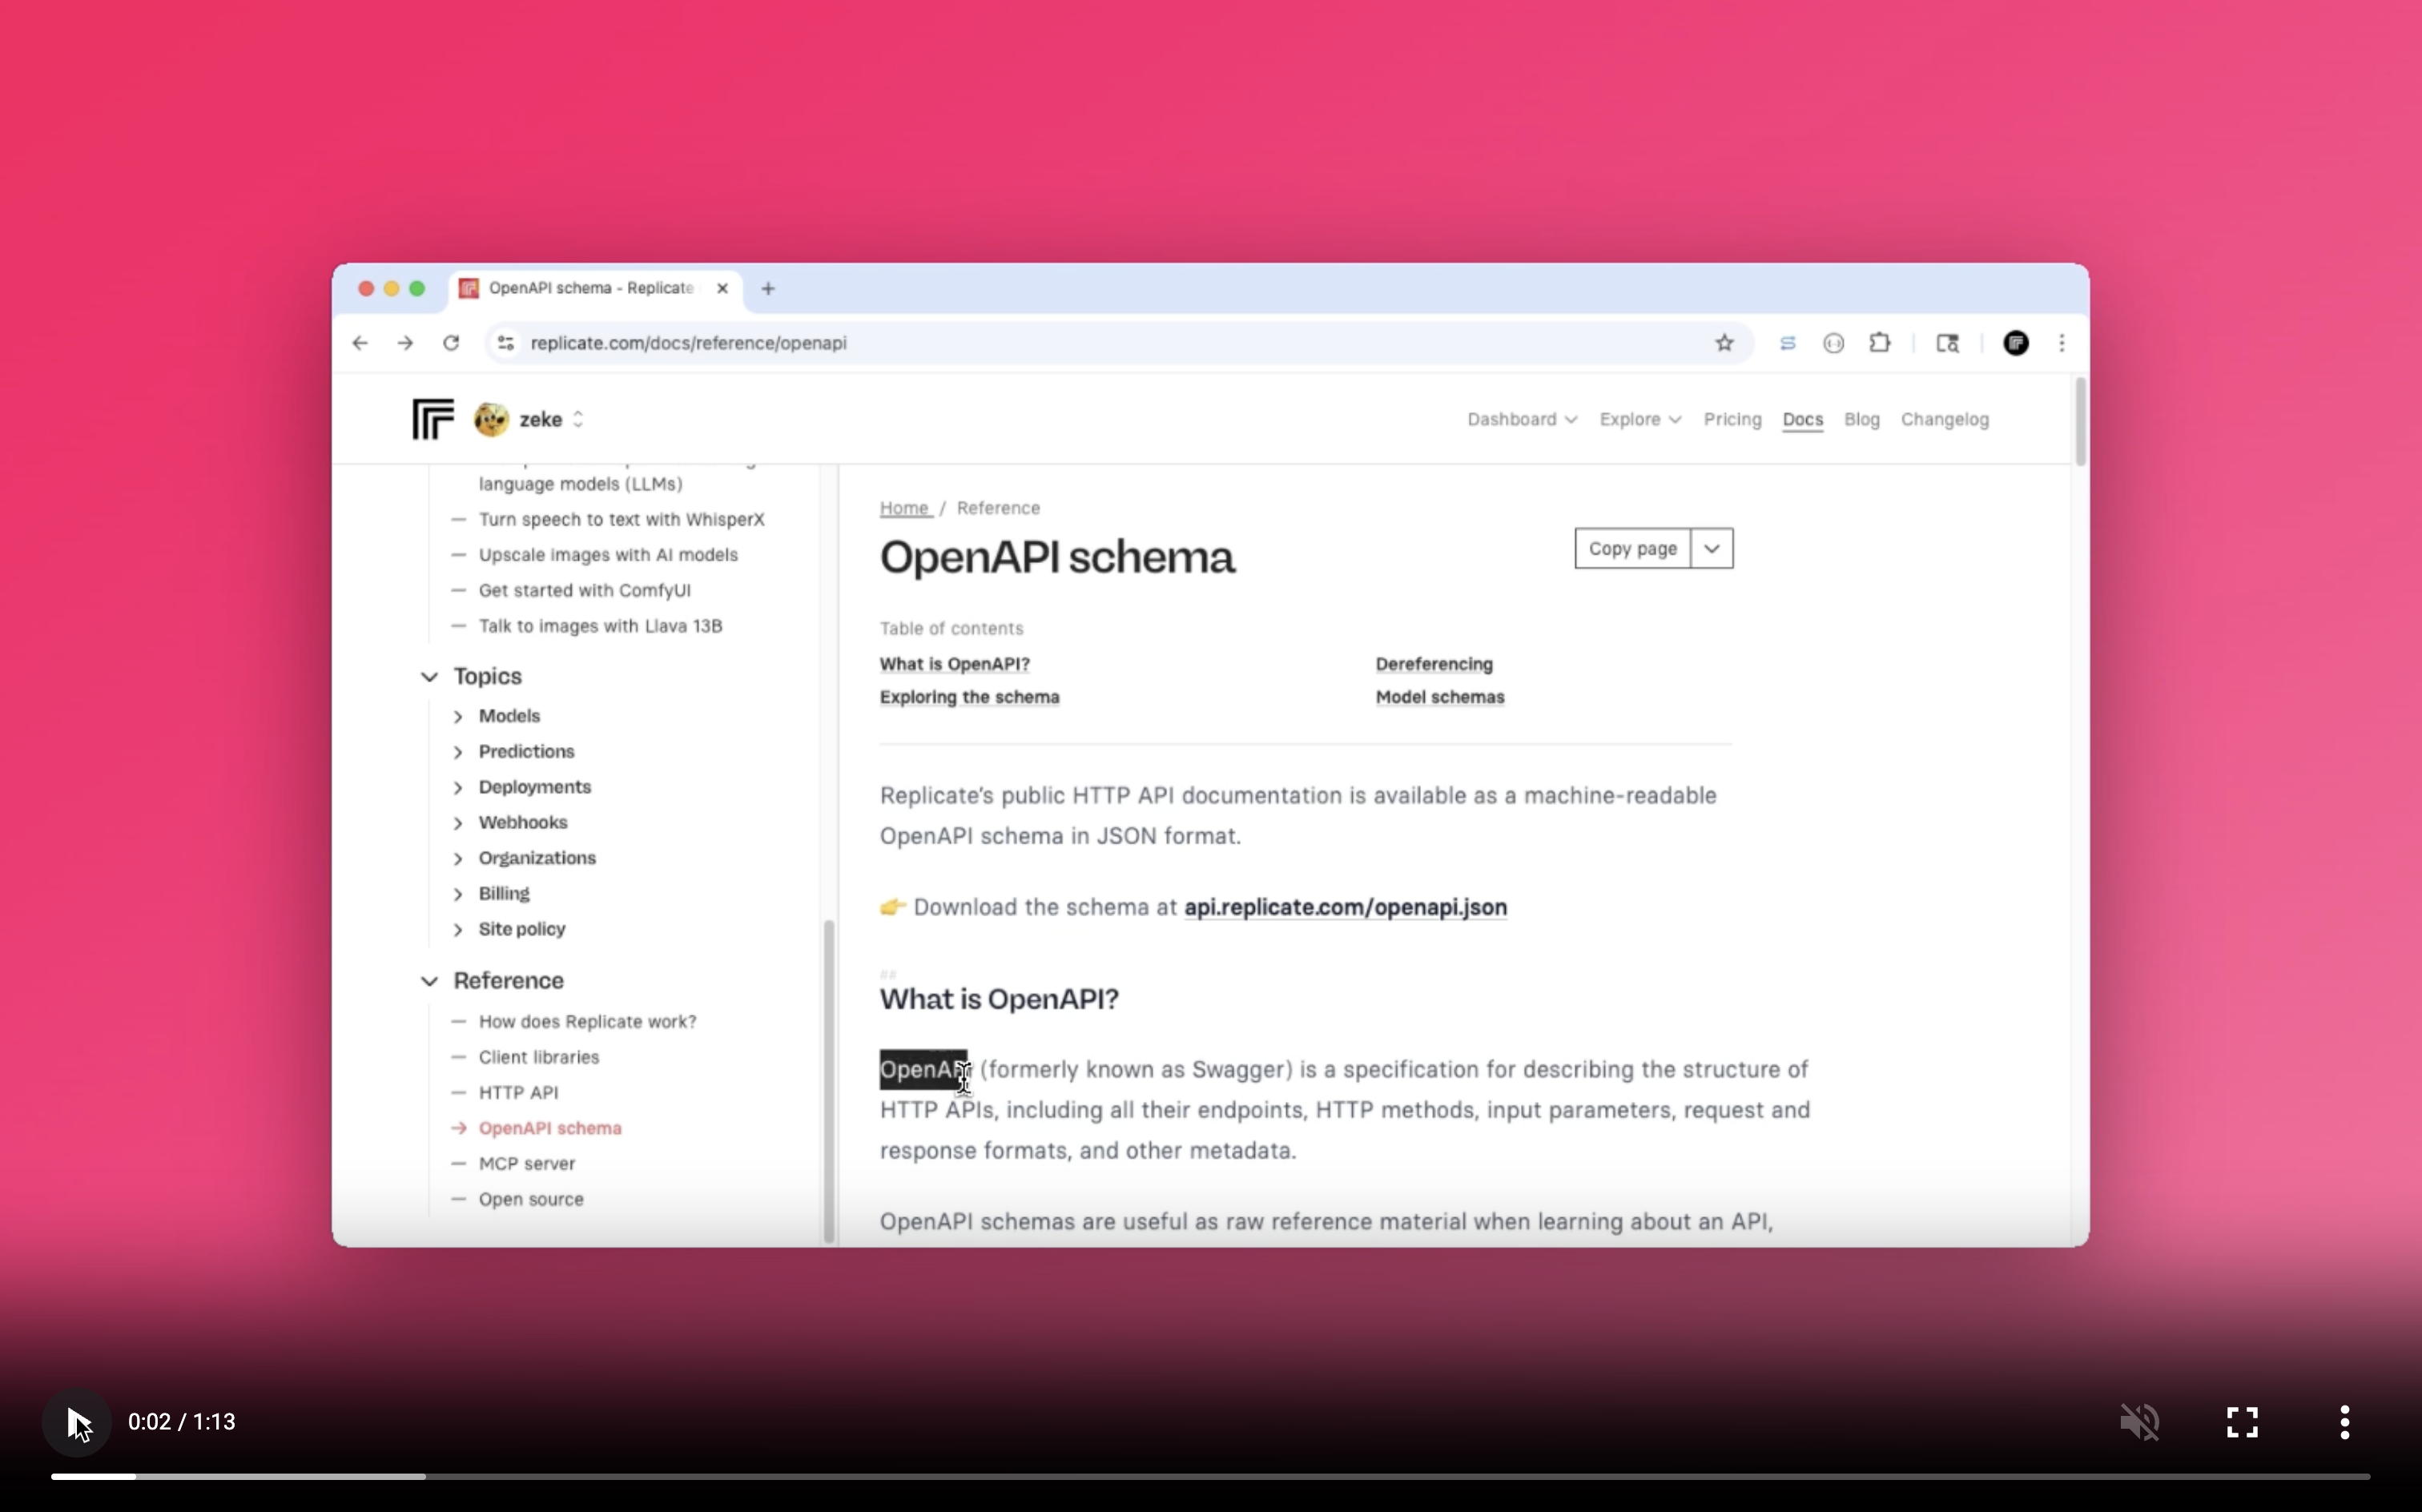 OpenAPI schema - Replicate
replicate.com/docs/reference/openapi
zeke
Dashboard Explore Pricing Docs Blog Changelog
language models (LLMs)
Turn speech to text with WhisperX
Upscale images with AI models
Get started with ComfyUI
Talk to images with Llava 13B
Topics
Models
Predictions
Deployments
Webhooks
Organizations
Billing
Site policy
Reference
How does Replicate work?
Client libraries
HTTP API
OpenAPI schema
MCP server
Open source
Home / Reference
OpenAPI schema
Copy page
Table of contents
What is OpenAPI?
Dereferencing
Exploring the schema
Model schemas
Replicate’s public HTTP API documentation is available as a machine-readable
OpenAPI schema in JSON format.
👉 Download the schema at api.replicate.com/openapi.json
##
What is OpenAPI?
OpenAPI (formerly known as Swagger) is a specification for describing the structure of
HTTP APIs, including all their endpoints, HTTP methods, input parameters, request and
response formats, and other metadata.
OpenAPI schemas are useful as raw reference material when learning about an API,
0:02 / 1:13